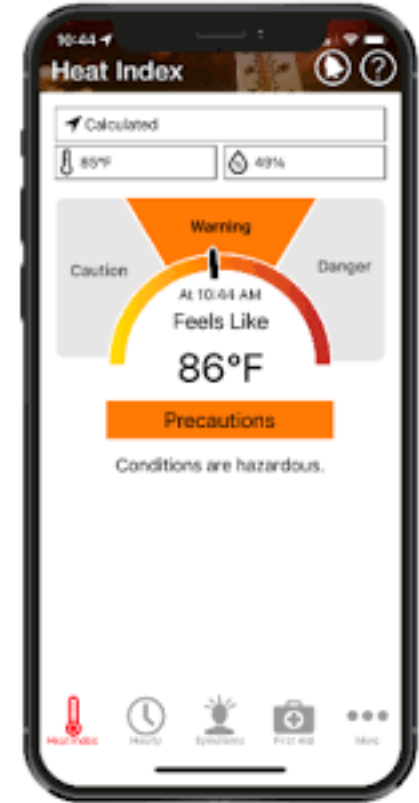 10:44
Heat Index
?
Calculated
85°F
49%
Warning
Caution
Danger
At 10:44 AM
Feels Like
86°F
Precautions
Conditions are hazardous.
Heat Index
Hourly
Symptoms
First Aid
More